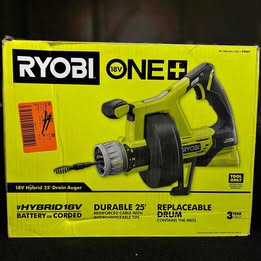 RYOBI 18V ONE+
TOOL ONLY
18V Hybrid 25' Drain Auger
HYBRID18V
BATTERY OR CORDED
DURABLE 25'
REINFORCED CABLE WITH
TIPS
REPLACEABLE
DRUM
CONTAINS THE MESS
3 YEAR